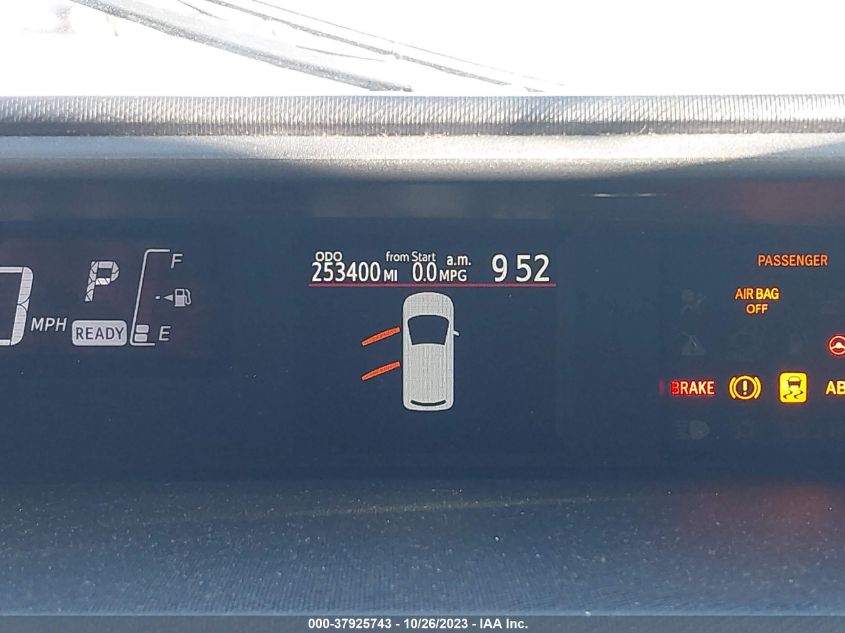 ODO from Start a.m.
253400 MI 0.0 MPG 9 52
P F
MPH READY E
PASSENGER
AIR BAG
OFF
BRAKE
000-37925743 - 10/26/2023 - IAA Inc.